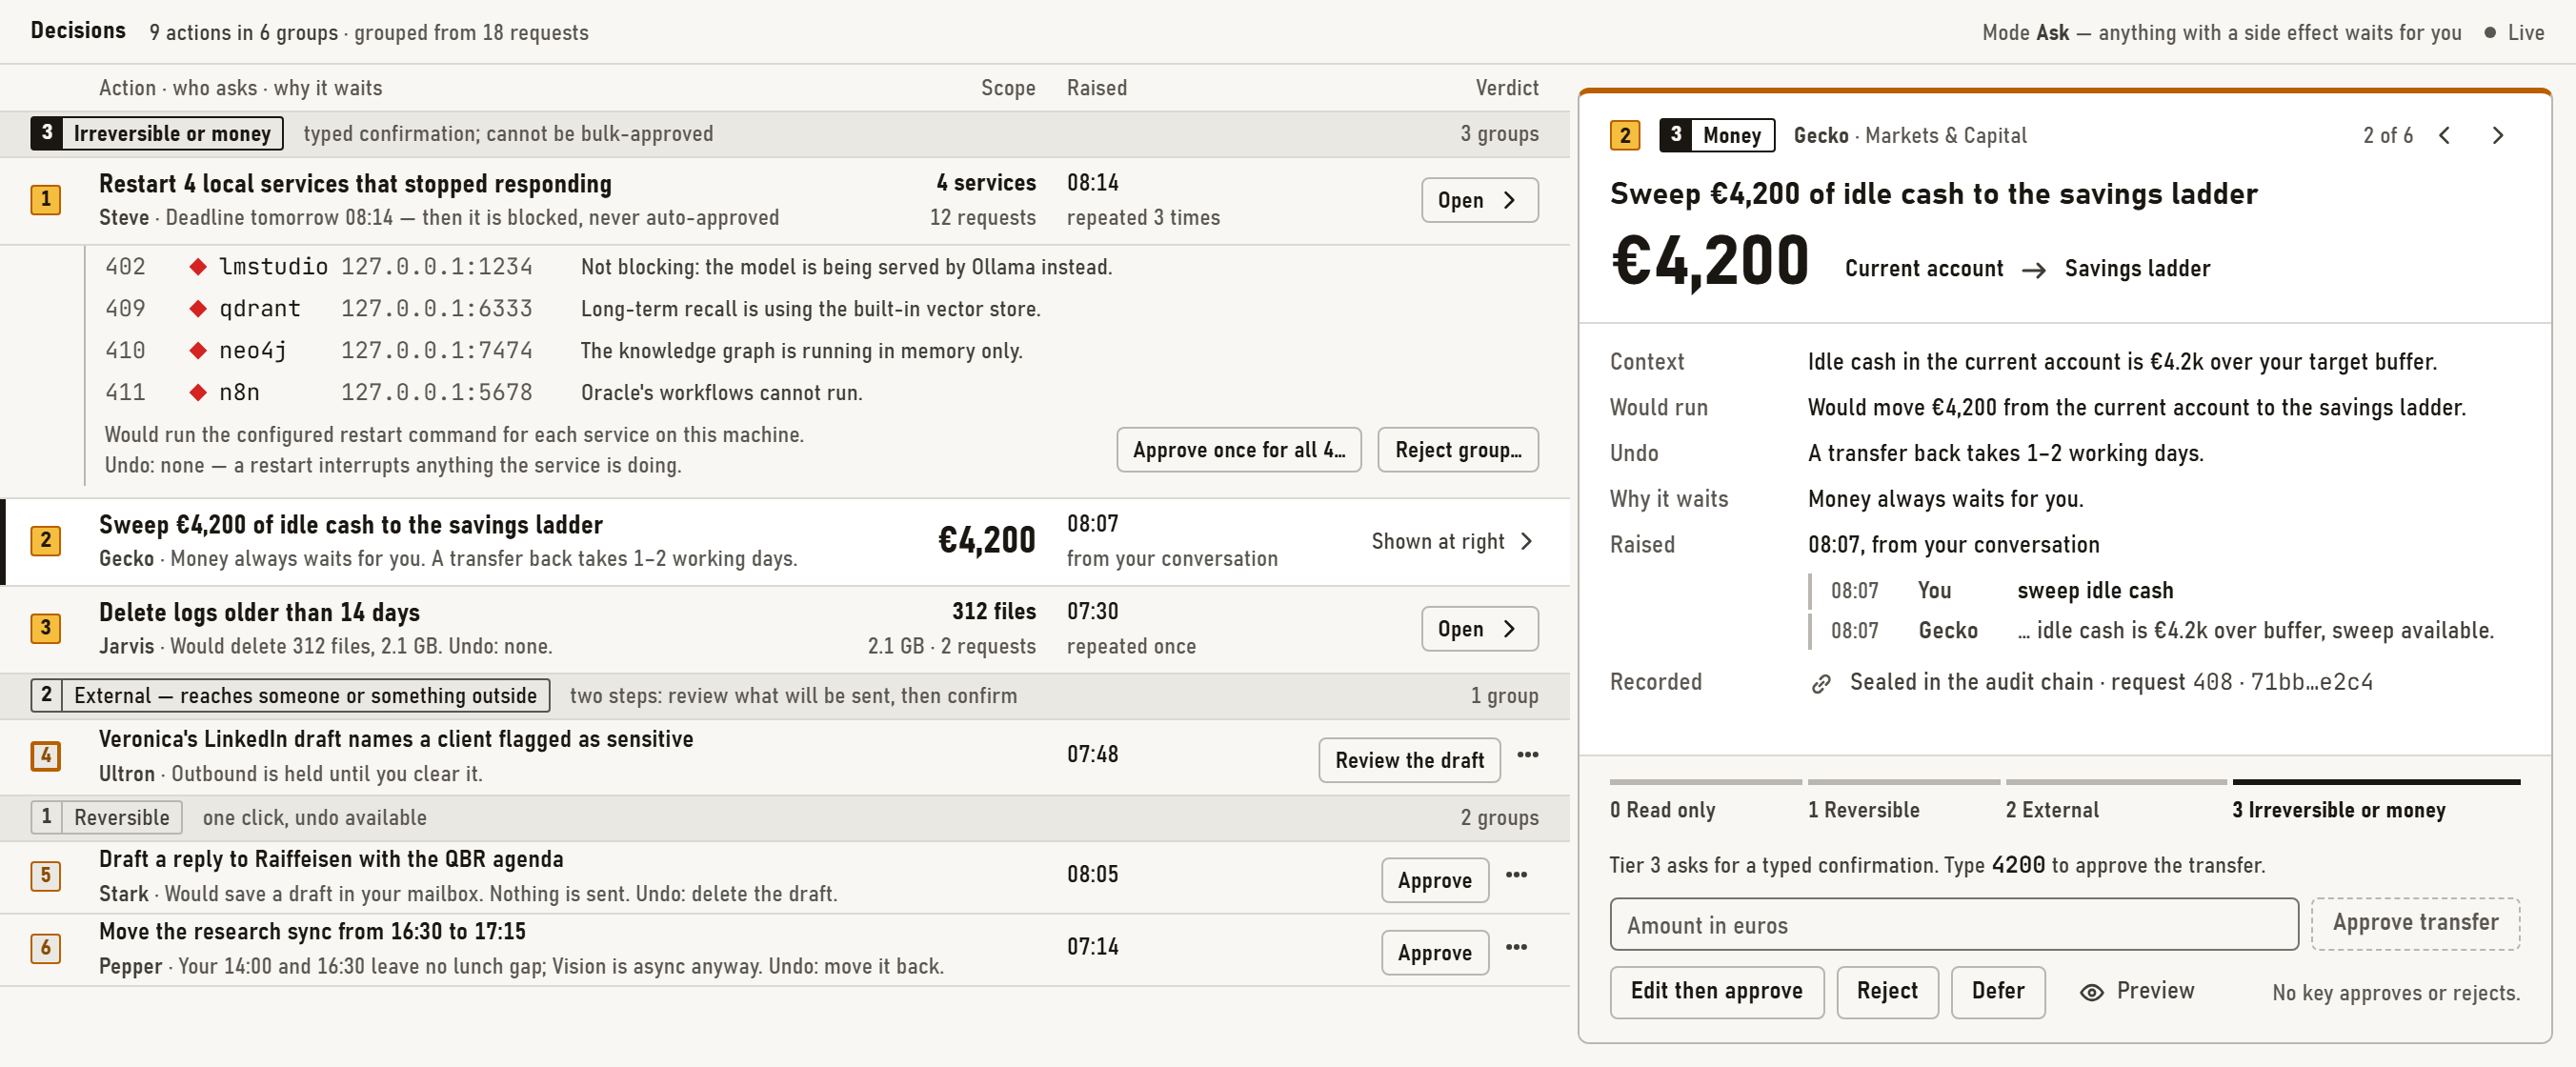 Decisions 9 actions in 6 groups · grouped from 18 requests
Mode Ask — anything with a side effect waits for you ● Live
Action · who asks · why it waits Scope Raised Verdict
3 Irreversible or money typed confirmation; cannot be bulk-approved 3 groups
1 Restart 4 local services that stopped responding 4 services 08:14 Open
Steve · Deadline tomorrow 08:14 — then it is blocked, never auto-approved 12 requests repeated 3 times
402 lmstudio 127.0.0.1:1234 Not blocking: the model is being served by Ollama instead.
409 qdrant 127.0.0.1:6333 Long-term recall is using the built-in vector store.
410 neo4j 127.0.0.1:7474 The knowledge graph is running in memory only.
411 n8n 127.0.0.1:5678 Oracle's workflows cannot run.
Would run the configured restart command for each service on this machine.
Undo: none — a restart interrupts anything the service is doing.
Approve once for all 4… Reject group…
2 Sweep €4,200 of idle cash to the savings ladder €4,200 08:07 Shown at right
Gecko · Money always waits for you. A transfer back takes 1–2 working days. from your conversation
3 Delete logs older than 14 days 312 files 07:30 Open
Jarvis · Would delete 312 files, 2.1 GB. Undo: none. 2.1 GB · 2 requests repeated once
2 External — reaches someone or something outside two steps: review what will be sent, then confirm 1 group
4 Veronica's LinkedIn draft names a client flagged as sensitive 07:48 Review the draft •••
Ultron · Outbound is held until you clear it.
1 Reversible one click, undo available 2 groups
5 Draft a reply to Raiffeisen with the QBR agenda 08:05 Approve •••
Stark · Would save a draft in your mailbox. Nothing is sent. Undo: delete the draft.
6 Move the research sync from 16:30 to 17:15 07:14 Approve •••
Pepper · Your 14:00 and 16:30 leave no lunch gap; Vision is async anyway. Undo: move it back.
2 3 Money Gecko · Markets & Capital 2 of 6
Sweep €4,200 of idle cash to the savings ladder
€4,200 Current account → Savings ladder
Context Idle cash in the current account is €4.2k over your target buffer.
Would run Would move €4,200 from the current account to the savings ladder.
Undo A transfer back takes 1–2 working days.
Why it waits Money always waits for you.
Raised 08:07, from your conversation
08:07 You sweep idle cash
08:07 Gecko … idle cash is €4.2k over buffer, sweep available.
Recorded Sealed in the audit chain · request 408 · 71bb…e2c4
0 Read only 1 Reversible 2 External 3 Irreversible or money
Tier 3 asks for a typed confirmation. Type 4200 to approve the transfer.
Amount in euros Approve transfer
Edit then approve Reject Defer Preview No key approves or rejects.